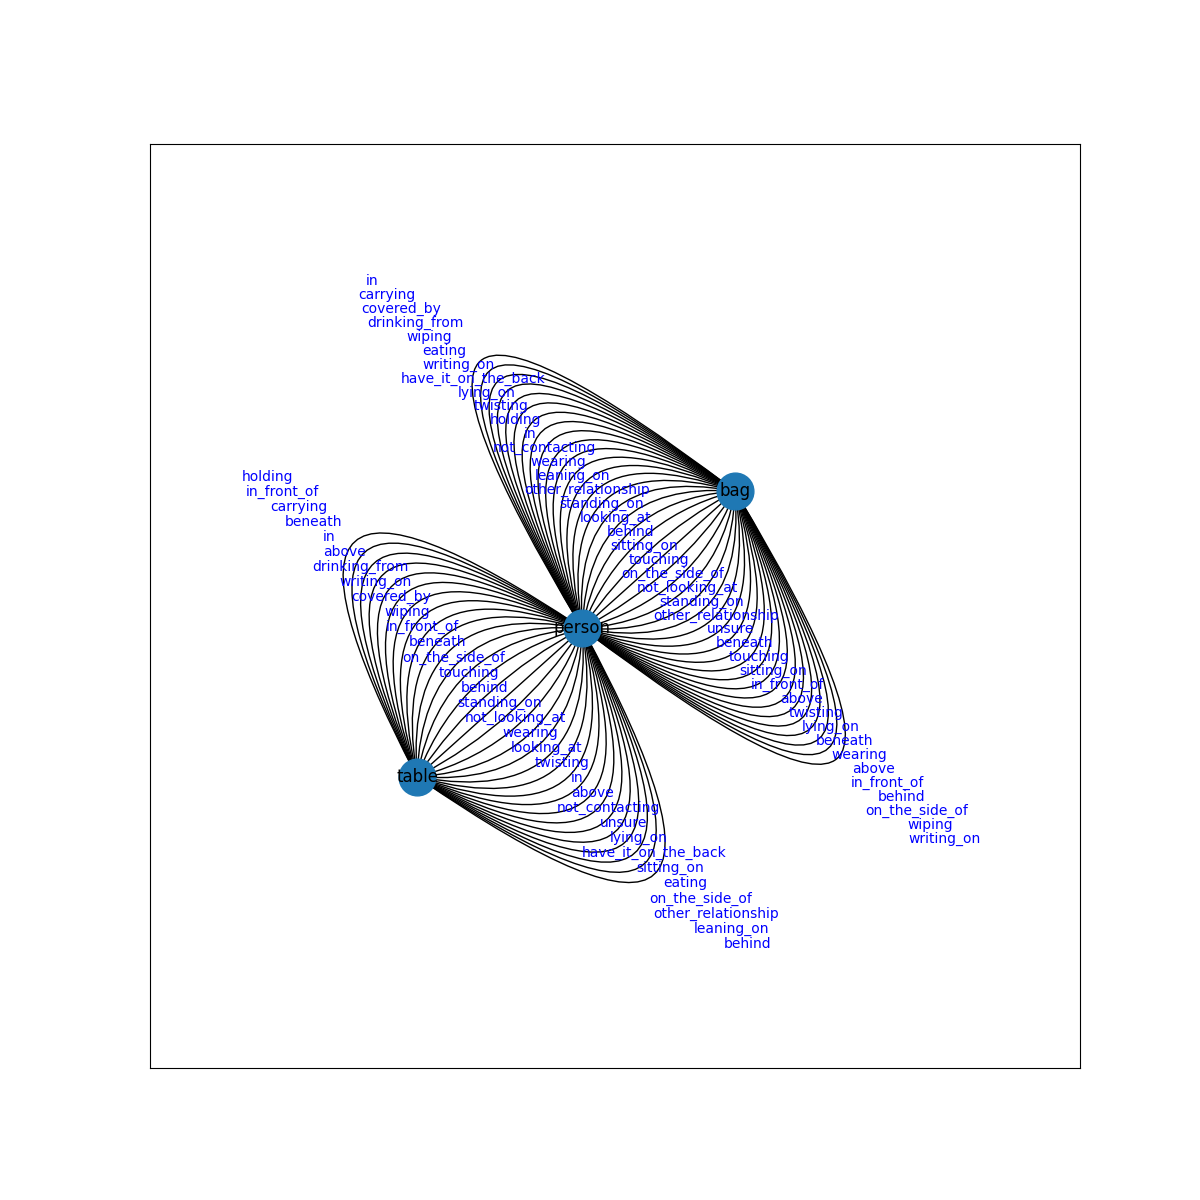 in
carrying
covered_by
drinking_from
wiping
eating
writing_on
have_it_on_the_back
lying_on
twisting
holding
in
not_contacting
wearing
leaning_on
other_relationship
standing_on
looking_at
behind
sitting_on
touching
on_the_side_of
not_looking_at
standing_on
other_relationship
unsure
beneath
touching
sitting_on
in_front_of
above
twisting
lying_on
beneath
wearing
above
in_front_of
behind
on_the_side_of
wiping
writing_on
bag
person
table
holding
in_front_of
carrying
beneath
in
above
drinking_from
writing_on
covered_by
wiping
in_front_of
beneath
on_the_side_of
touching
behind
standing_on
not_looking_at
wearing
looking_at
twisting
in
above
not_contacting
unsure
lying_on
have_it_on_the_back
sitting_on
eating
on_the_side_of
other_relationship
leaning_on
behind